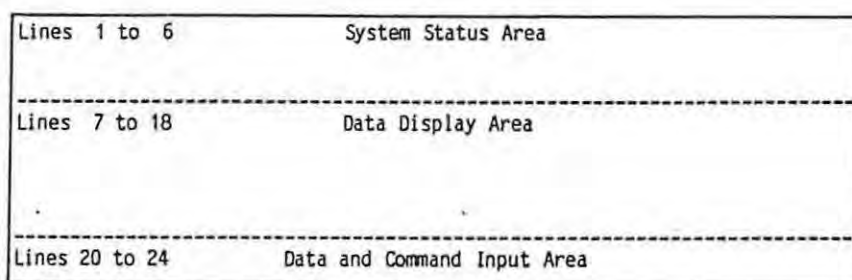 Lines 1 to 6 System Status Area
Lines 7 to 18 Data Display Area
Lines 20 to 24 Data and Command Input Area